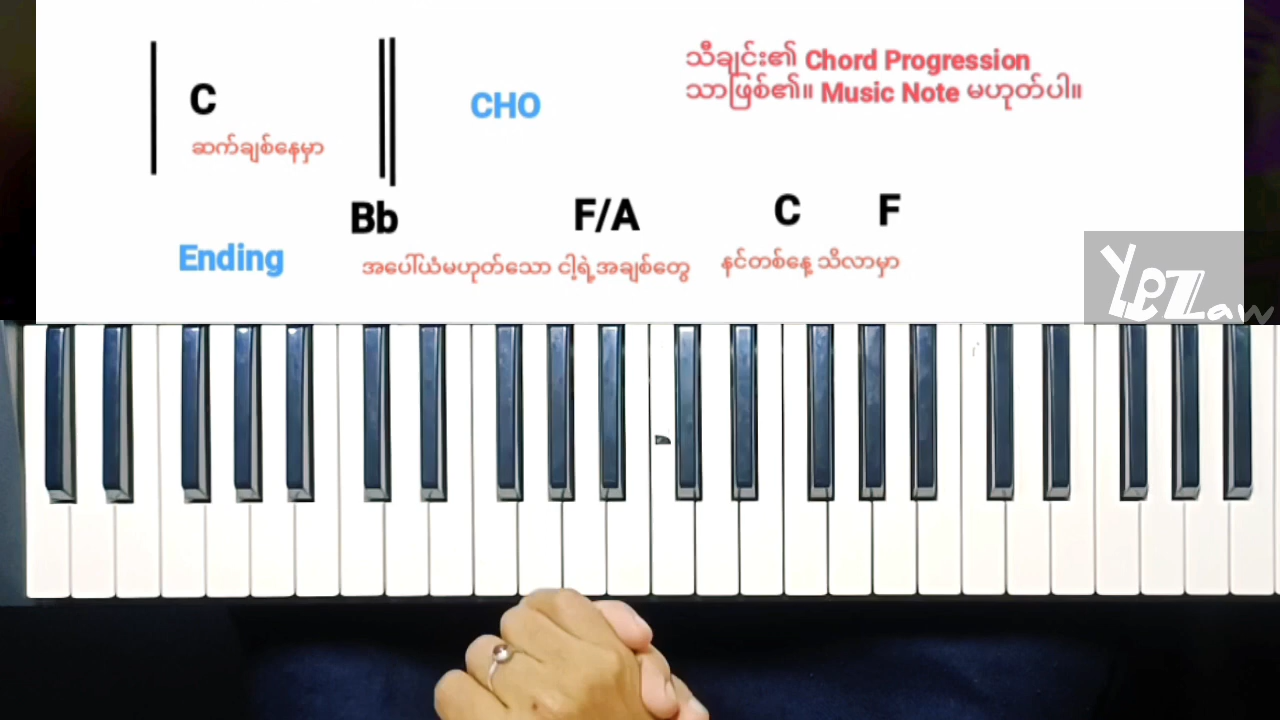 သီချင်း၏ Chord Progression
သာဖြစ်၏။ Music Note မဟုတ်ပါ။
C
CHO
ဆက်ချစ်နေမှာ
Bb F/A C F
Ending
အပေါ်ယံမဟုတ်သော ငါ့ရဲ့အချစ်တွေ နင်တစ်နေ့ သိလာမှာ
YeZLaw